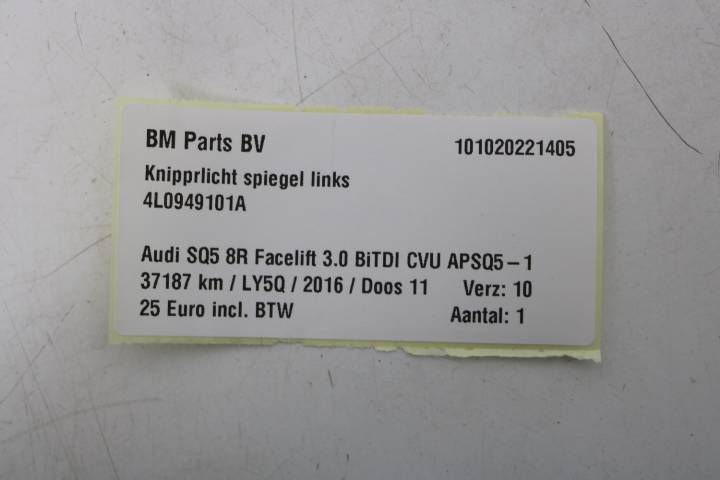 BM Parts BV 101020221405
Knipprlicht spiegel links
4L0949101A
Audi SQ5 8R Facelift 3.0 BiTDI CVU APSQ5-1
37187 km / LY5Q / 2016 / Doos 11 Verz: 10
25 Euro incl. BTW Aantal: 1